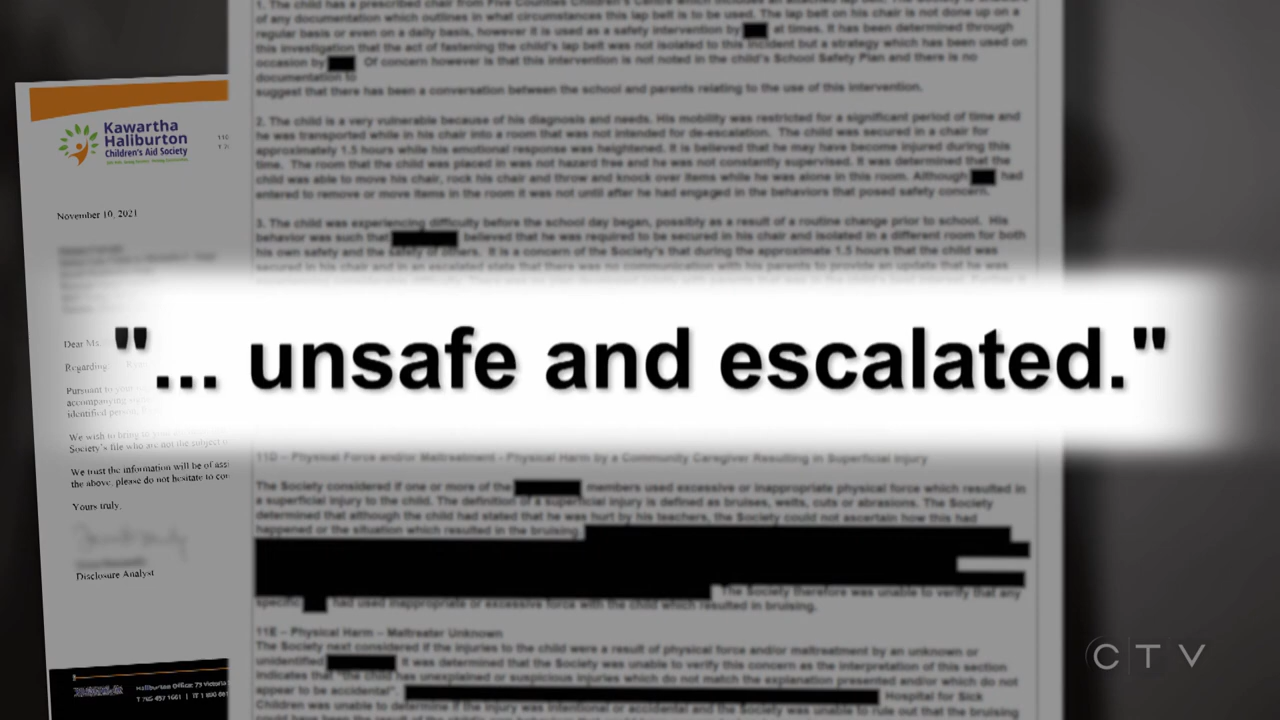 1. The child has a prescribed chair from Five Counties Children's Centre which includes an attached lap belt. The Society is
of any documentation which outlines in what circumstances this lap belt is to be used. The lap belt on his chair is not done up on a
regular basis or even on a daily basis, however it is used as a safety intervention by at times. It has been determined through
this investigation that the act of fastening the child's lap belt was not isolated to this incident but a strategy which has been used on
occasion by Of concern however is that this intervention is not noted in the child's School Safety Plan and there is no
documentation to
suggest that there has been a conversation between the school and parents relating to the use of this intervention.
2. The child is a very vulnerable because of his diagnosis and needs. His mobility was restricted for a significant period of time and
he was transported while in his chair into a room that was not intended for de-escalation. The child was secured in a chair for
approximately 1.5 hours while his emotional response was heightened. It is believed that he may have become injured during this
time. The room that the child was placed in was not hazard free and he was not constantly supervised. It was determined that the
child was able to move his chair, rock his chair and throw and knock over items while he was alone in this room. Although had
entered to remove or move items in the room it was not until after he had engaged in the behaviors that posed safety concern.
3. The child was experiencing difficulty before the school day began, possibly as a result of a routine change prior to school. His
behavior was such that believed that he was required to be secured in his chair and isolated in a different room for both
his own safety and the safety of others. It is a concern of the Society's that during the approximate 1.5 hours that the child was
secured in his chair and in an escalated state that there was no communication with his parents to provide an update that he was
"... unsafe and escalated."
11D – Physical Force and/or Maltreatment - Physical Harm by a Community Caregiver Resulting in Superficial Injury
The Society considered if one or more of the members used excessive or inappropriate physical force which resulted in
a superficial injury to the child. The definition of a superficial injury is defined as bruises, welts, cuts or abrasions. The Society
determined that although the child had stated that he was hurt by his teachers, the Society could not ascertain how this had
happened or the situation which resulted in the bruising.
The Society therefore was unable to verify that any
specific had used inappropriate or excessive force with the child which resulted in bruising.
11E – Physical Harm – Maltreater Unknown
The Society next considered if the injuries to the child were a result of physical force and/or maltreatment by an unknown or
unidentified It was determined that the Society was unable to verify this concern as the interpretation of this section
indicates that "the child has unexplained or suspicious injuries which do not match the explanation presented and/or which do not
appear to be accidental". Hospital for Sick
Children was unable to determine if the injury was intentional or accidental and the Society was unable to rule out that the bruising
Kawartha
Haliburton
Children's Aid Society
November 10, 2021
Dear Ms.
Regarding:
Pursuant to your
accompanying
identified person.
We wish to bring to
Society's file who are not the subject o
We trust the information will be of ass
the above, please do not hesitate to con
Yours truly,
Disclosure Analyst
Haliburton Office: 73 Victoria
T 705 457 1661
CTV